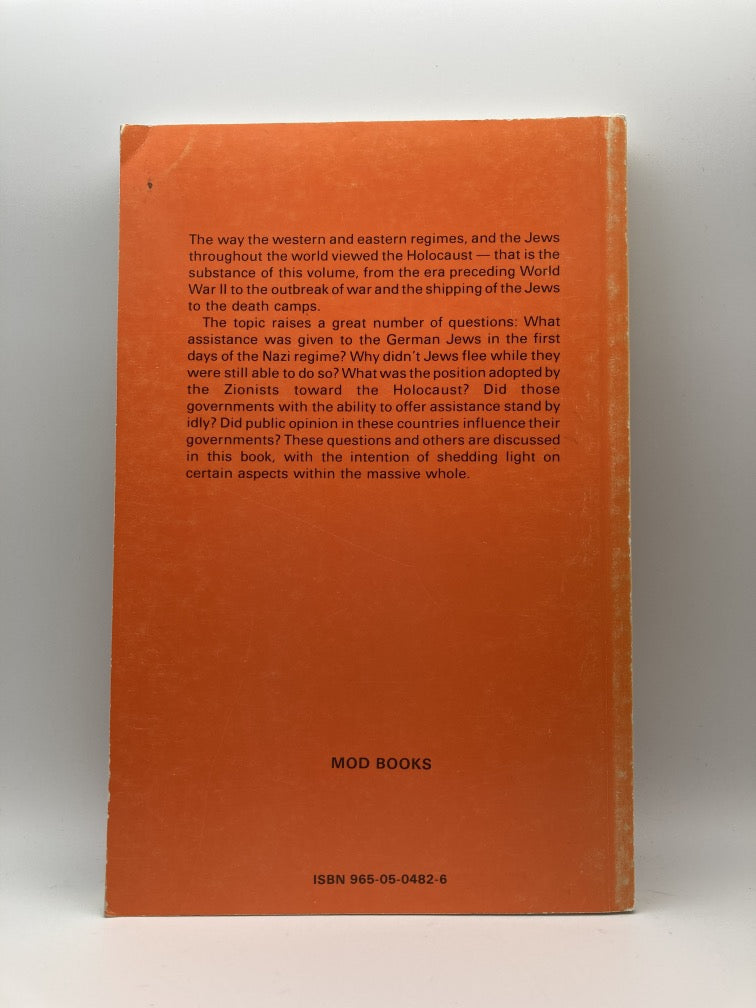 The way the western and eastern regimes, and the Jews
throughout the world viewed the Holocaust — that is the
substance of this volume, from the era preceding World
War II to the outbreak of war and the shipping of the Jews
to the death camps.
The topic raises a great number of questions: What
assistance was given to the German Jews in the first
days of the Nazi regime? Why didn't Jews flee while they
were still able to do so? What was the position adopted by
the Zionists toward the Holocaust? Did those
governments with the ability to offer assistance stand by
idly? Did public opinion in these countries influence their
governments? These questions and others are discussed
in this book, with the intention of shedding light on
certain aspects within the massive whole.
MOD BOOKS
ISBN 965-05-0482-6